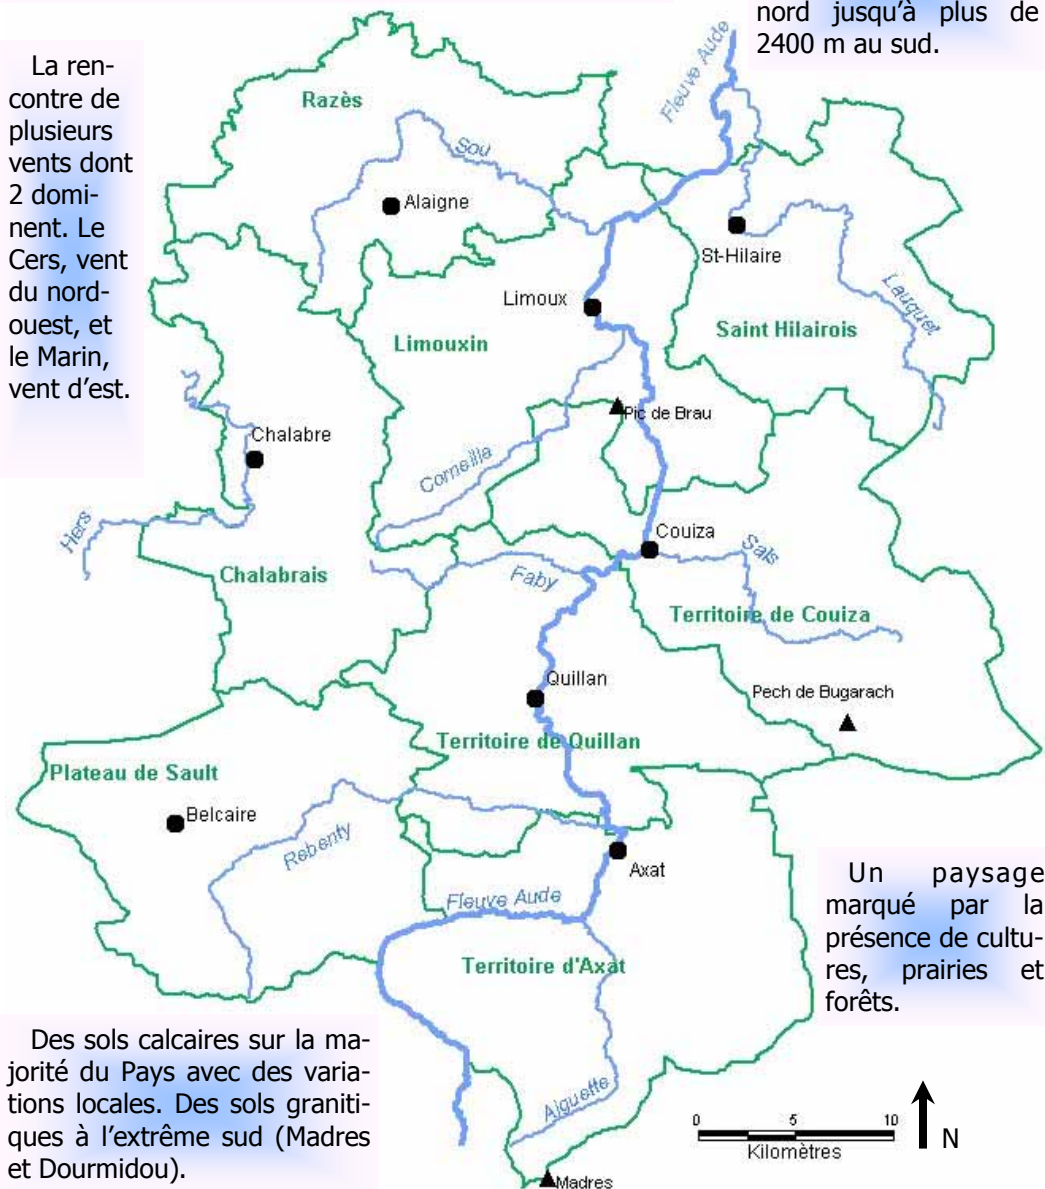 nord jusqu'à plus de
2400 m au sud.
La ren-
contre de
plusieurs
vents dont
2 domi-
nent. Le
Cers, vent
du nord-
ouest, et
le Marin,
vent d'est.
Fleuve Aude
Razès
Sou
Alaigne
St-Hilaire
Lauquet
Limoux
Saint Hilairois
Limouxin
Pic de Brau
Chalabre
Corneilla
Hers
Couiza
Sals
Faby
Chalabrais
Territoire de Couiza
Quillan
Pech de Bugarach
Territoire de Quillan
Plateau de Sault
Belcaire
Rebenty
Axat
Fleuve Aude
Un paysage
marqué par la
présence de cultu-
res, prairies et
forêts.
Territoire d'Axat
Des sols calcaires sur la ma-
jorité du Pays avec des varia-
tions locales. Des sols graniti-
ques à l'extrême sud (Madres
et Dourmidou).
Aiguette
0 5 10
Kilomètres
N
Madres